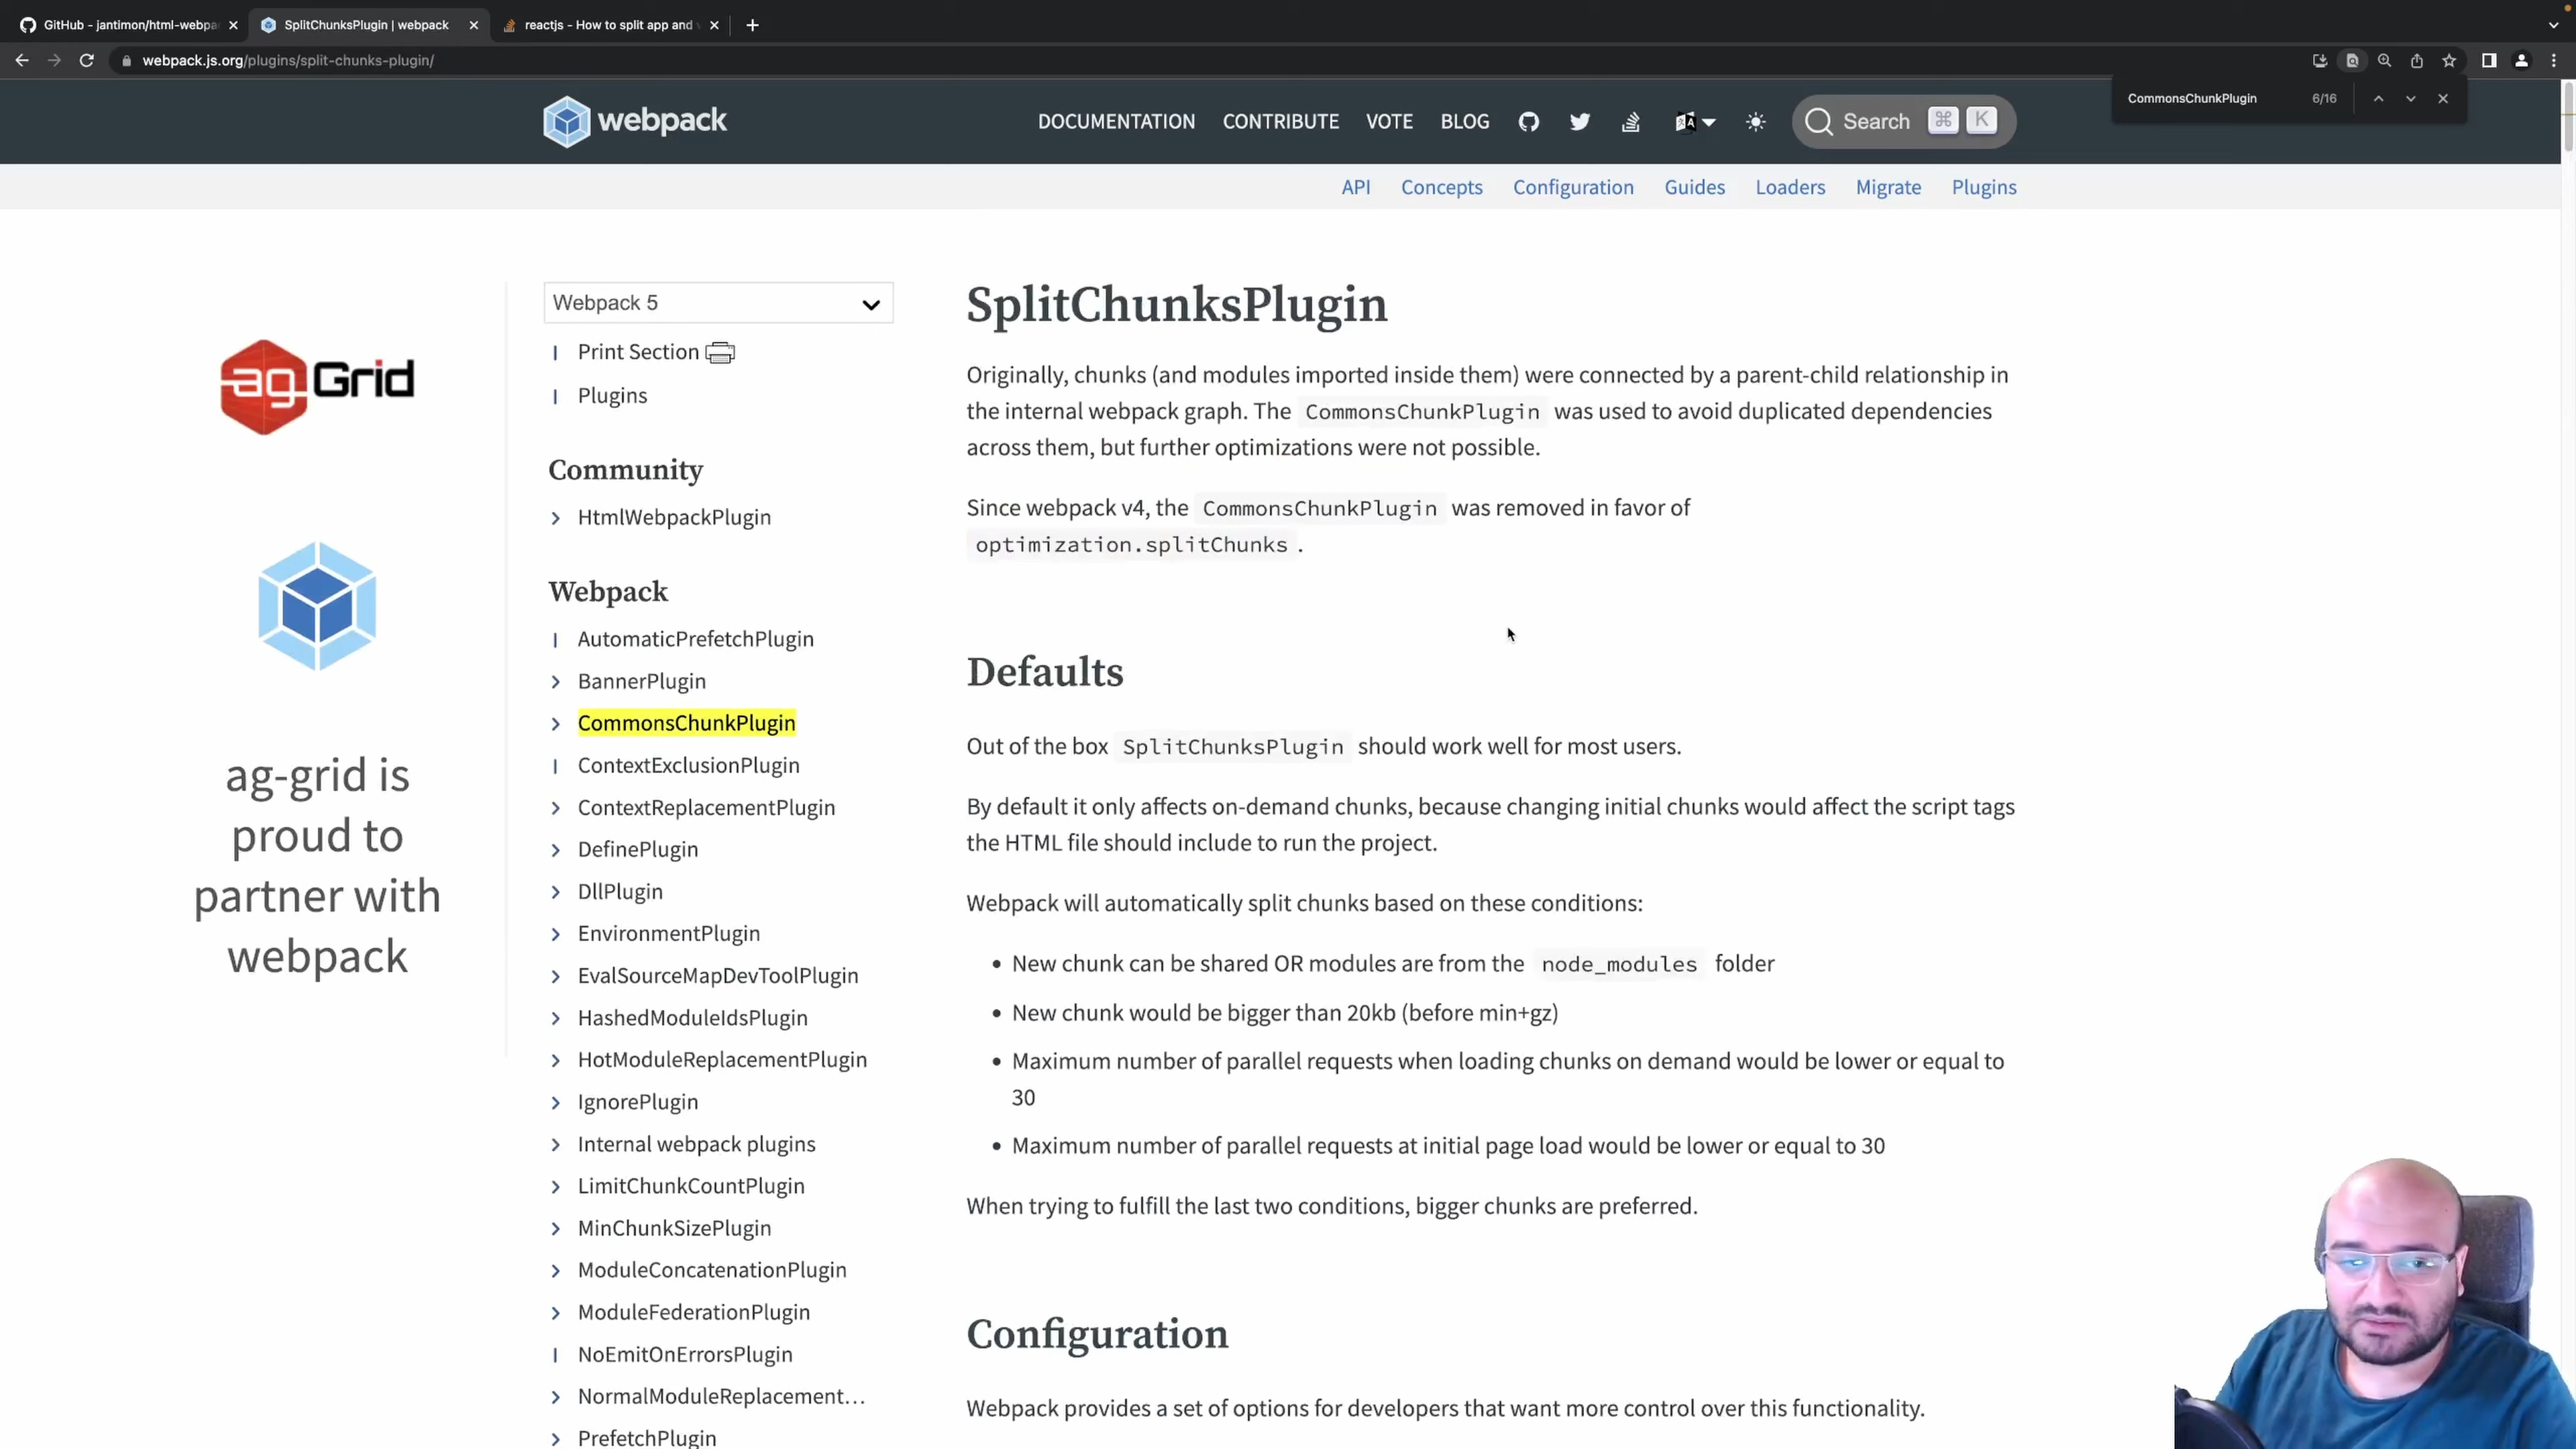 GitHub - jantimon/html-webpa
SplitChunksPlugin | webpack
reactjs - How to split app and
webpack.js.org/plugins/split-chunks-plugin/
CommonsChunkPlugin 6/16
webpack
DOCUMENTATION CONTRIBUTE VOTE BLOG
Search ⌘ K
API Concepts Configuration Guides Loaders Migrate Plugins
ag Grid
ag-grid is
proud to
partner with
webpack
Webpack 5
Print Section
Plugins
Community
HtmlWebpackPlugin
Webpack
AutomaticPrefetchPlugin
BannerPlugin
CommonsChunkPlugin
ContextExclusionPlugin
ContextReplacementPlugin
DefinePlugin
DllPlugin
EnvironmentPlugin
EvalSourceMapDevToolPlugin
HashedModuleIdsPlugin
HotModuleReplacementPlugin
IgnorePlugin
Internal webpack plugins
LimitChunkCountPlugin
MinChunkSizePlugin
ModuleConcatenationPlugin
ModuleFederationPlugin
NoEmitOnErrorsPlugin
NormalModuleReplacement…
PrefetchPlugin
SplitChunksPlugin
Originally, chunks (and modules imported inside them) were connected by a parent-child relationship in
the internal webpack graph. The CommonsChunkPlugin was used to avoid duplicated dependencies
across them, but further optimizations were not possible.
Since webpack v4, the CommonsChunkPlugin was removed in favor of
optimization.splitChunks .
Defaults
Out of the box SplitChunksPlugin should work well for most users.
By default it only affects on-demand chunks, because changing initial chunks would affect the script tags
the HTML file should include to run the project.
Webpack will automatically split chunks based on these conditions:
• New chunk can be shared OR modules are from the node_modules folder
• New chunk would be bigger than 20kb (before min+gz)
• Maximum number of parallel requests when loading chunks on demand would be lower or equal to
30
• Maximum number of parallel requests at initial page load would be lower or equal to 30
When trying to fulfill the last two conditions, bigger chunks are preferred.
Configuration
Webpack provides a set of options for developers that want more control over this functionality.